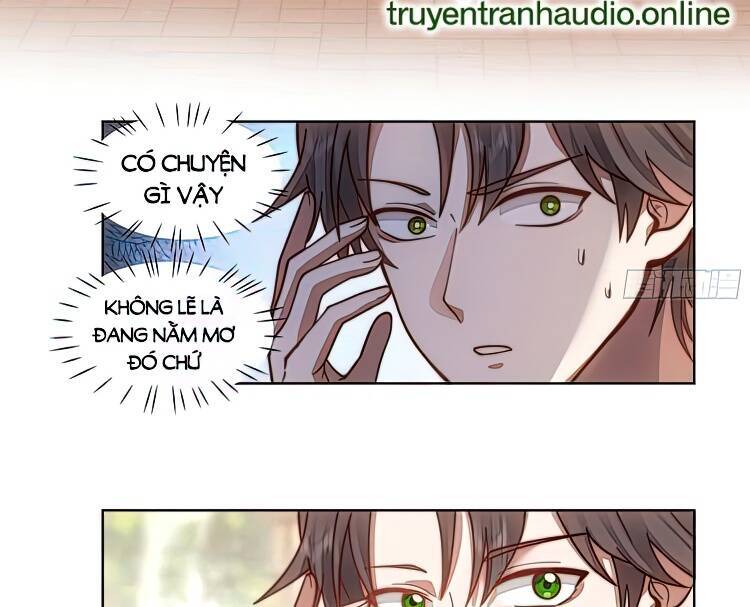 truyentranhaudio.online
CÓ CHUYỆN
GÌ VẬY
KHÔNG LẼ LÀ
ĐANG NẰM MƠ
ĐÓ CHỨ